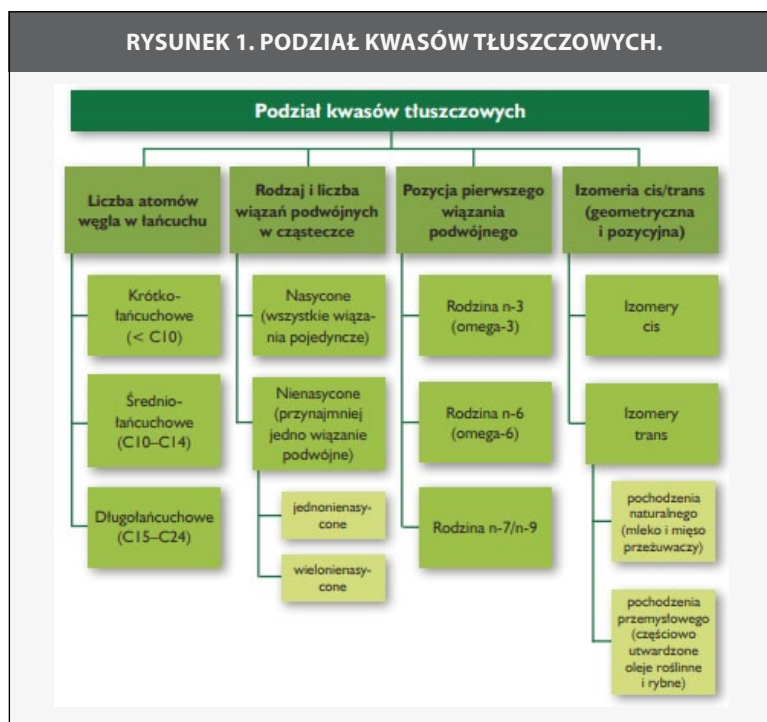 RYSUNEK 1. PODZIAŁ KWASÓW TŁUSZCZOWYCH.
Podział kwasów tłuszczowych
Liczba atomów
węgla w łańcuchu
Krótko-
łańcuchowe
(< C10)
Średnio-
łańcuchowe
(C10–C14)
Długołańcuchowe
(C15–C24)
Rodzaj i liczba
wiązań podwójnych
w cząsteczce
Nasycone
(wszystkie wiąza-
nia pojedyncze)
Nienasycone
(przynajmniej
jedno wiązanie
podwójne)
jednonienasy-
cone
wielonienasy-
cone
Pozycja pierwszego
wiązania
podwójnego
Rodzina n-3
(omega-3)
Rodzina n-6
(omega-6)
Rodzina n-7/n-9
Izomeria cis/trans
(geometryczna
i pozycyjna)
Izomery
cis
Izomery
trans
pochodzenia
naturalnego
(mleko i mięso
przeżuwaczy)
pochodzenia
przemysłowego
(częściowo
utwardzone
oleje roślinne
i rybne)